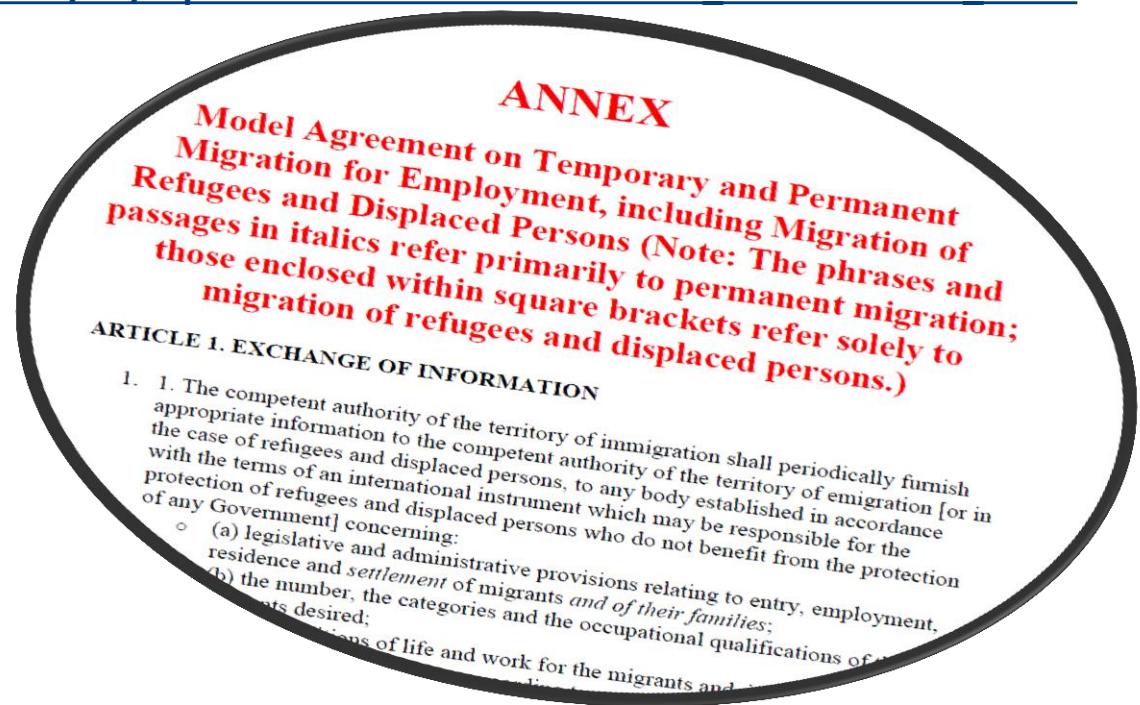 ANNEX
Model Agreement on Temporary and Permanent
Migration for Employment, including Migration of
Refugees and Displaced Persons (Note: The phrases and
passages in italics refer primarily to permanent migration;
those enclosed within square brackets refer solely to
migration of refugees and displaced persons.)
ARTICLE 1. EXCHANGE OF INFORMATION
1. 1. The competent authority of the territory of immigration shall periodically furnish
appropriate information to the competent authority of the territory of emigration [or in
the case of refugees and displaced persons, to any body established in accordance
with the terms of an international instrument which may be responsible for the
protection of refugees and displaced persons who do not benefit from the protection
of any Government] concerning:
○ (a) legislative and administrative provisions relating to entry, employment,
residence and settlement of migrants and of their families;
(b) the number, the categories and the occupational qualifications of
desired;
of life and work for the migrants and